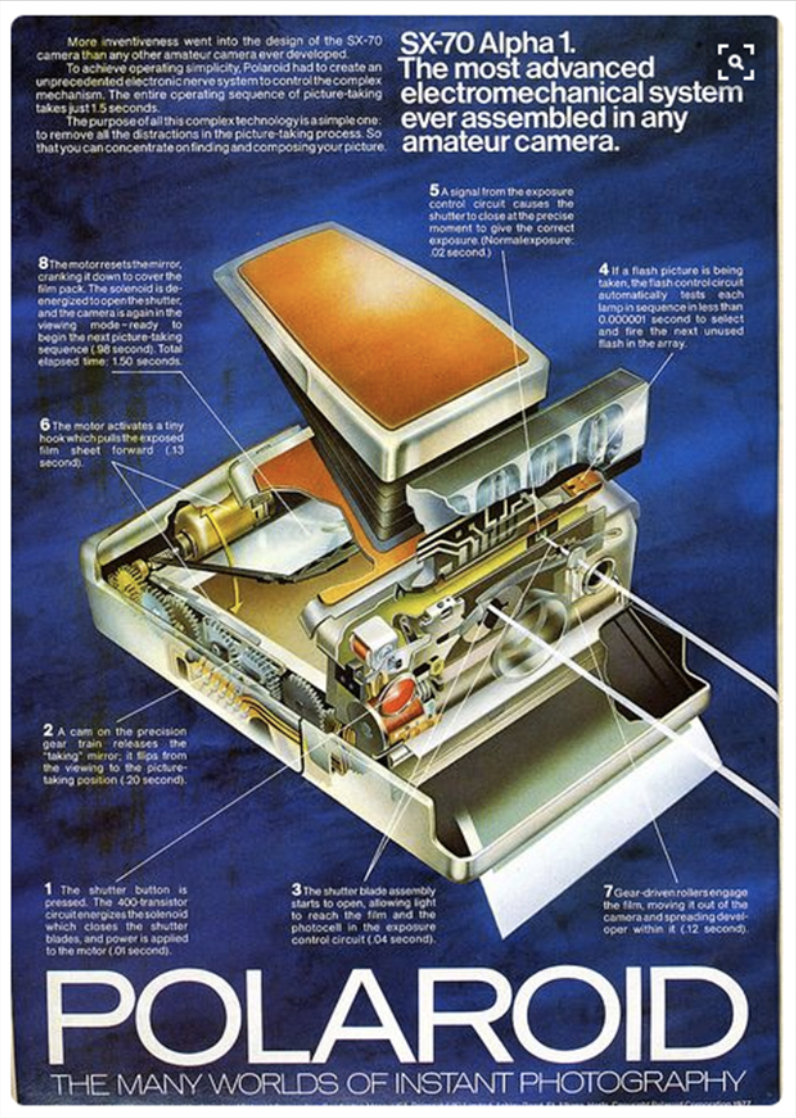 More inventiveness went into the design of the SX-70
camera than any other amateur camera ever developed.
To achieve operating simplicity, Polaroid had to create an
unprecedented electronic nerve system to control the complex
mechanism. The entire operating sequence of picture-taking
takes just 1.5 seconds.
The purpose of all this complex technology is a simple one:
to remove all the distractions in the picture-taking process. So
that you can concentrate on finding and composing your picture.
SX-70 Alpha 1.
The most advanced
electromechanical system
ever assembled in any
amateur camera.
5 A signal from the exposure
control circuit causes the
shutter to close at the precise
moment to give the correct
exposure. (Normal exposure:
.02 second.)
8 The motor resets the mirror,
cranking it down to cover the
film pack. The solenoid is de-
energized to open the shutter,
and the camera is again in the
viewing mode–ready to
begin the next picture-taking
sequence (.98 second). Total
elapsed time: 1.50 seconds.
4 If a flash picture is being
taken, the flash control circuit
automatically tests each
lamp in sequence in less than
0.000001 second to select
and fire the next unused
flash in the array.
6 The motor activates a tiny
hook which pulls the exposed
film sheet forward (.13
second).
2 A cam on the precision
gear train releases the
"taking" mirror; it flips from
the viewing to the picture-
taking position (.20 second).
1 The shutter button is
pressed. The 400-transistor
circuit energizes the solenoid
which closes the shutter
blades, and power is applied
to the motor (.01 second).
3 The shutter blade assembly
starts to open, allowing light
to reach the film and the
photocell in the exposure
control circuit (.04 second).
7 Gear-driven rollers engage
the film, moving it out of the
camera and spreading devel-
oper within it (.12 second).
POLAROID
THE MANY WORLDS OF INSTANT PHOTOGRAPHY
Copyright Polaroid Corporation 1977